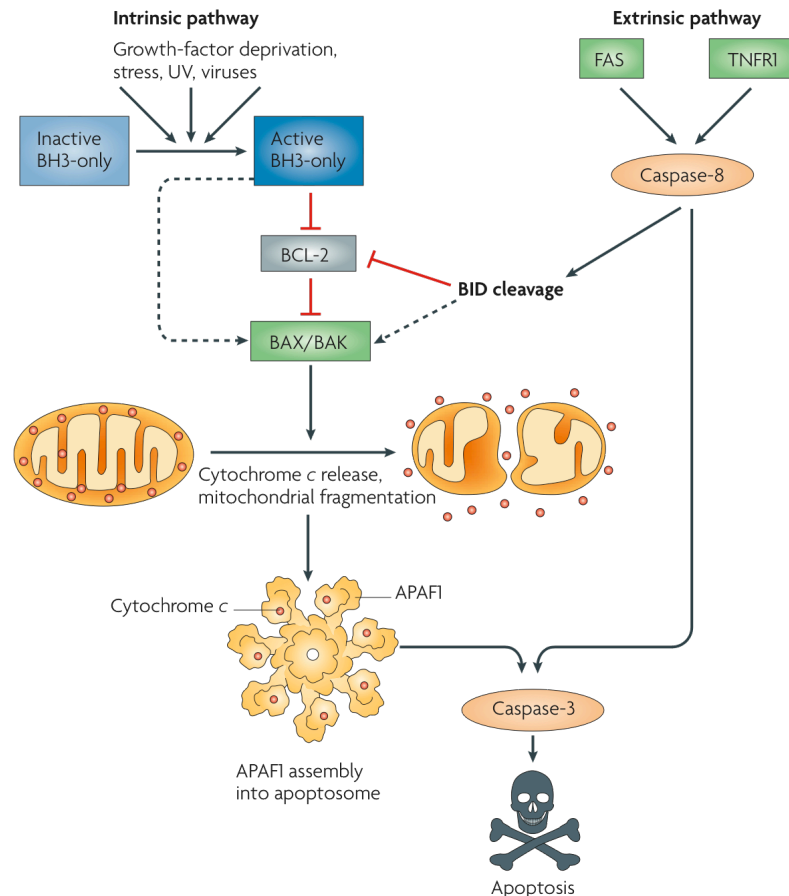 Intrinsic pathway
Extrinsic pathway
Growth-factor deprivation,
stress, UV, viruses
FAS
TNFR1
Inactive
BH3-only
Active
BH3-only
Caspase-8
BCL-2
BID cleavage
BAX/BAK
Cytochrome c release,
mitochondrial fragmentation
Cytochrome c
APAF1
Caspase-3
APAF1 assembly
into apoptosome
Apoptosis